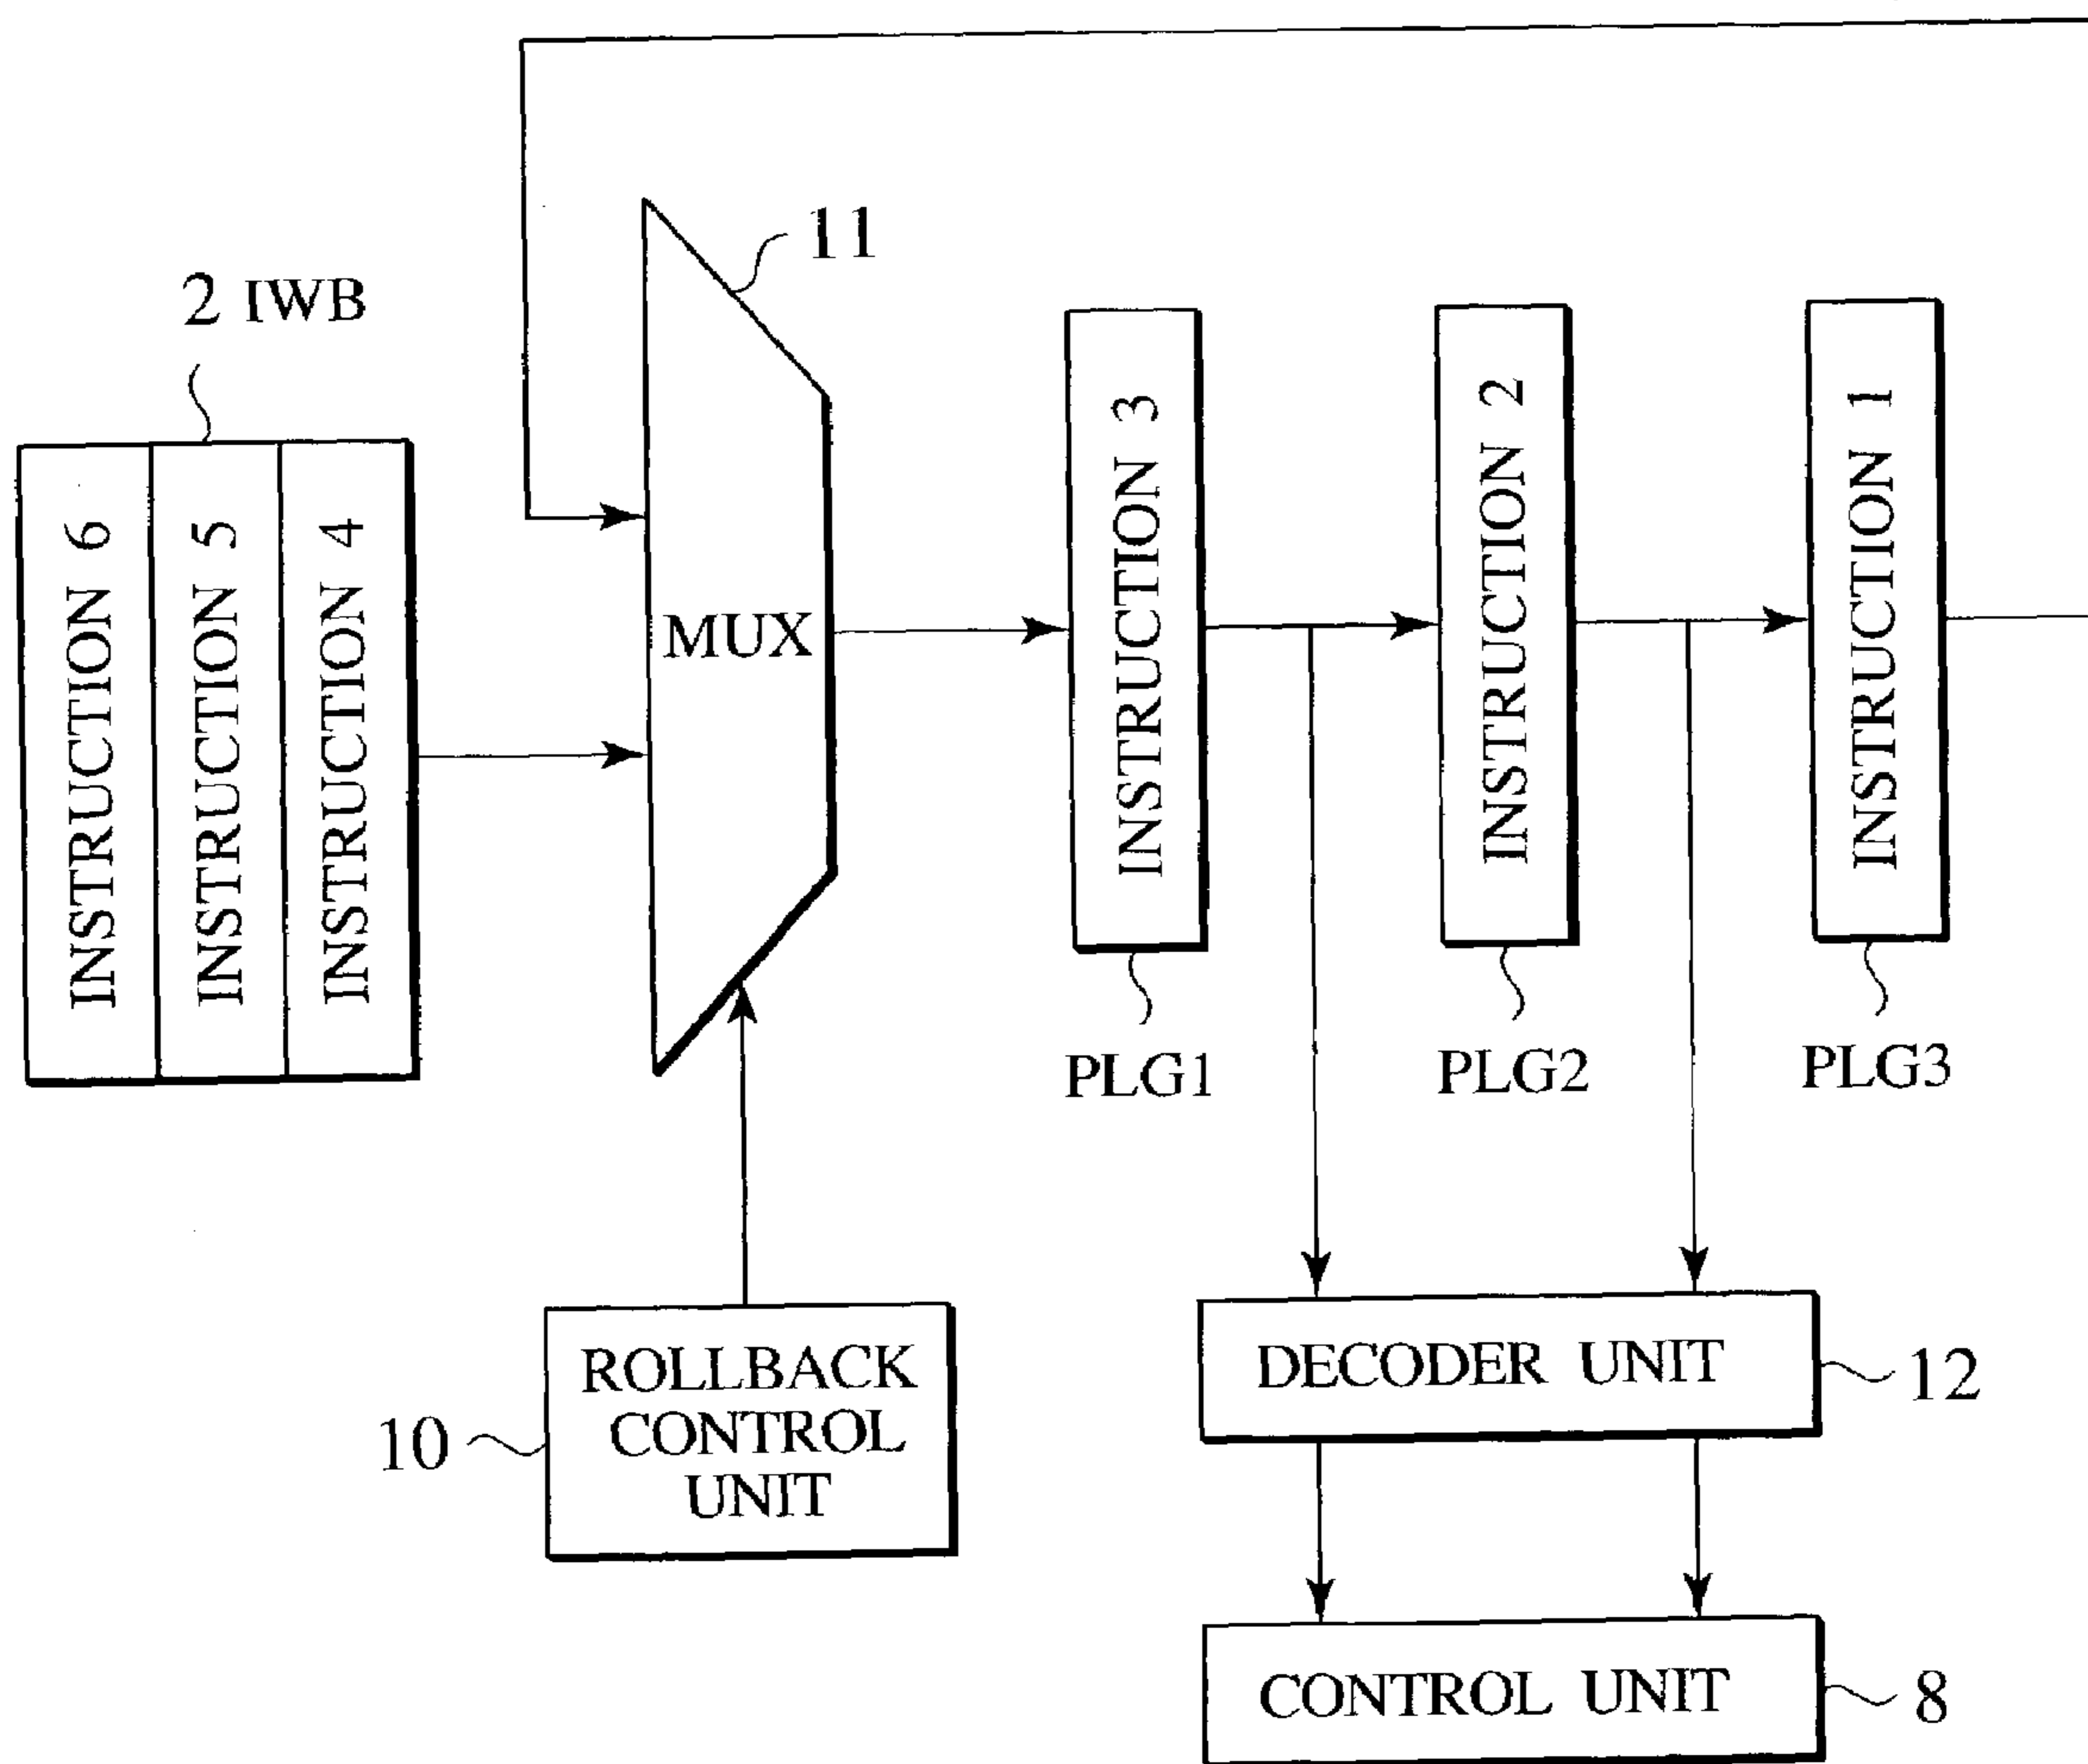 11
2 IWB
INSTRUCTION 6
INSTRUCTION 5
INSTRUCTION 4
MUX
INSTRUCTION 3
INSTRUCTION 2
INSTRUCTION 1
PLG1
PLG2
PLG3
ROLLBACK
CONTROL
UNIT
10
DECODER UNIT
12
CONTROL UNIT
8